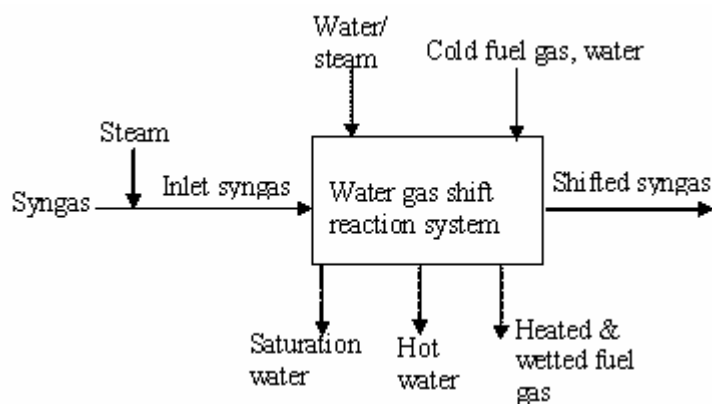 Water/
steam
Cold fuel gas, water
Steam
Inlet syngas
Syngas
Water gas shift
reaction system
Shifted syngas
Saturation
water
Hot
water
Heated &
wetted fuel
gas